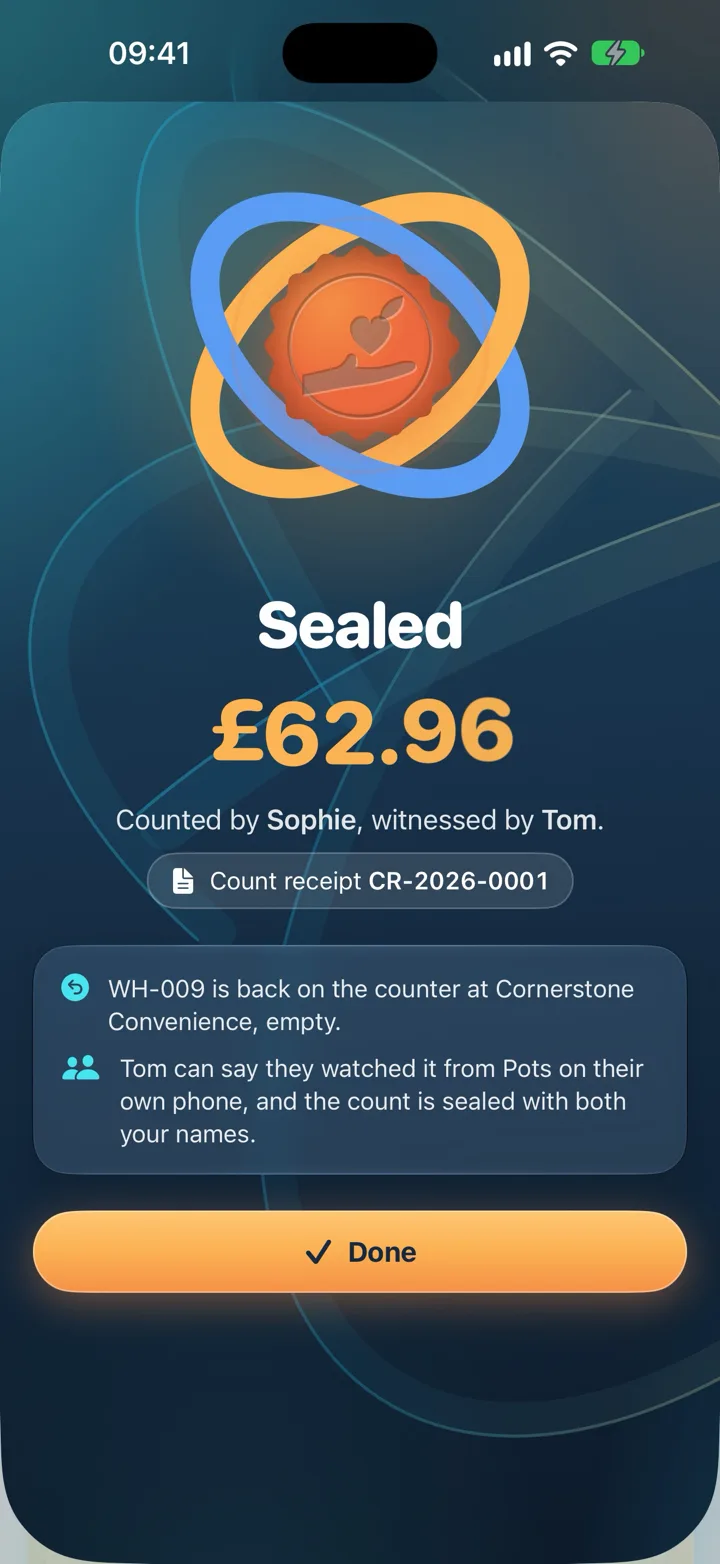 09:41
Sealed
£62.96
Counted by Sophie, witnessed by Tom.
Count receipt CR-2026-0001
WH-009 is back on the counter at Cornerstone
Convenience, empty.
Tom can say they watched it from Pots on their
own phone, and the count is sealed with both
your names.
Done